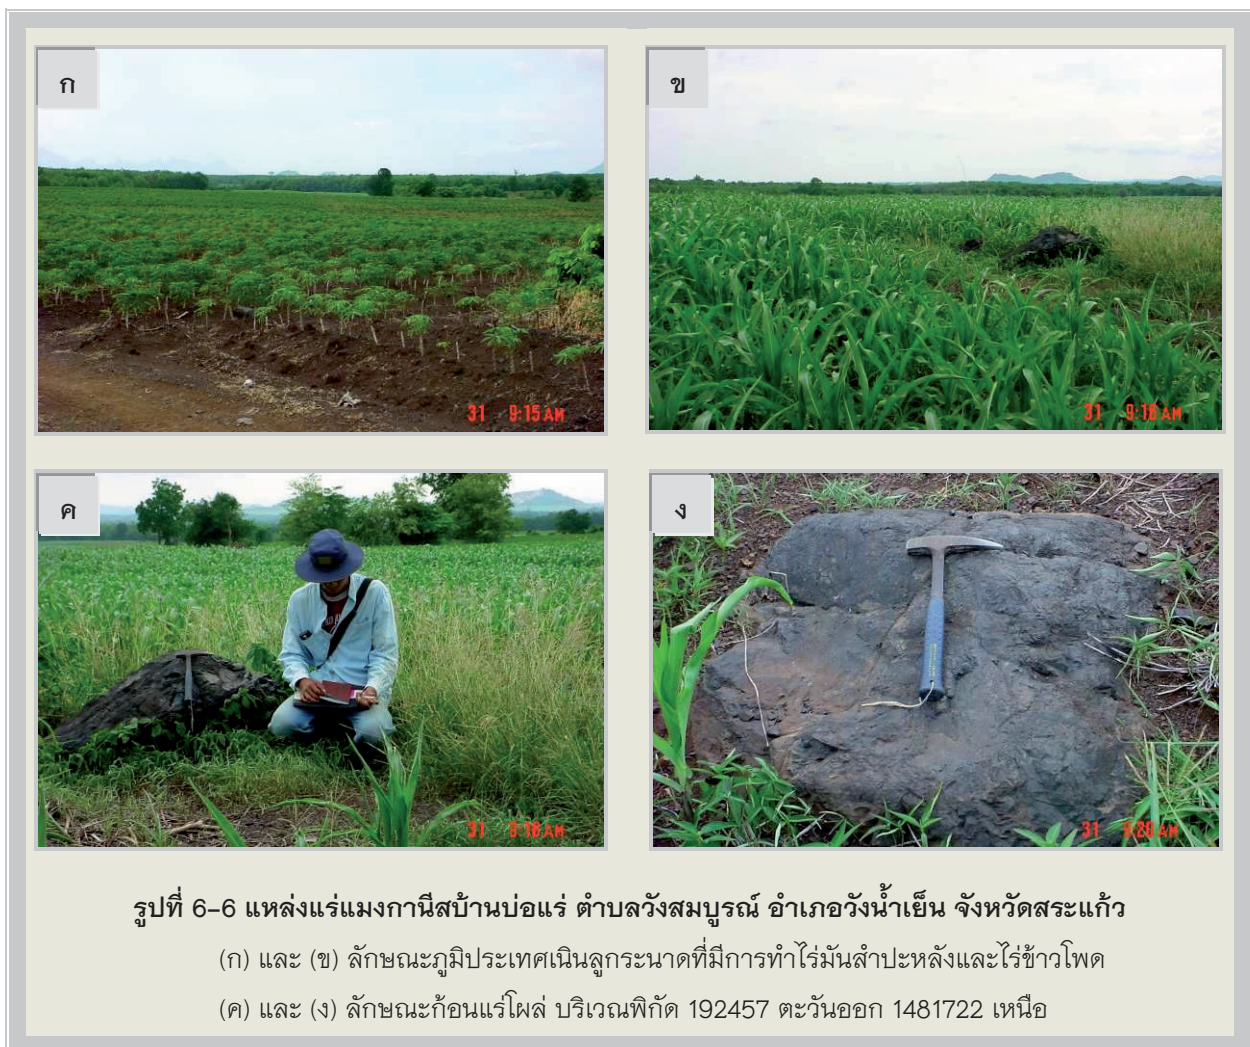 ก
ข
31 9:15 AM
31 9:16 AM
ค
ง
31 9:18 AM
31 9:20 AM
รูปที่ 6-6 แหล่งแร่แมงกานีสบ้านบ่อแร่ ตำบลวังสมบูรณ์ อำเภอวังน้ำเย็น จังหวัดสระแก้ว
(ก) และ (ข) ลักษณะภูมิประเทศเนินลูกระนาดที่มีการทำไร่มันสำปะหลังและไร่ข้าวโพด
(ค) และ (ง) ลักษณะก้อนแร่โผล่ บริเวณพิกัด 192457 ตะวันออก 1481722 เหนือ